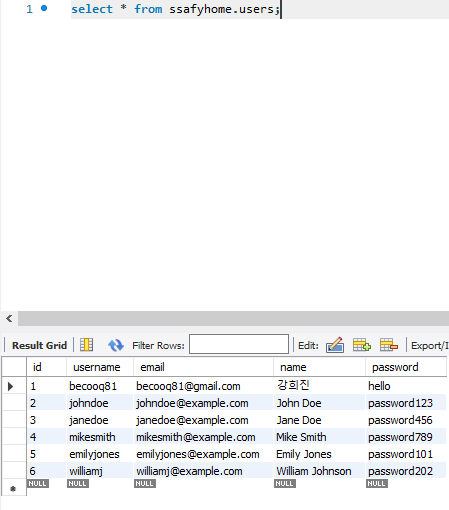 1 select * from ssafyhome.users;
Result Grid Filter Rows: Edit: Export/I
id username email name password
1 becooq81 becooq81@gmail.com 강희진 hello
2 johndoe johndoe@example.com John Doe password123
3 janedoe janedoe@example.com Jane Doe password456
4 mikesmith mikesmith@example.com Mike Smith password789
5 emilyjones emilyjones@example.com Emily Jones password101
6 williamj williamj@example.com William Johnson password202
NULL NULL NULL NULL NULL